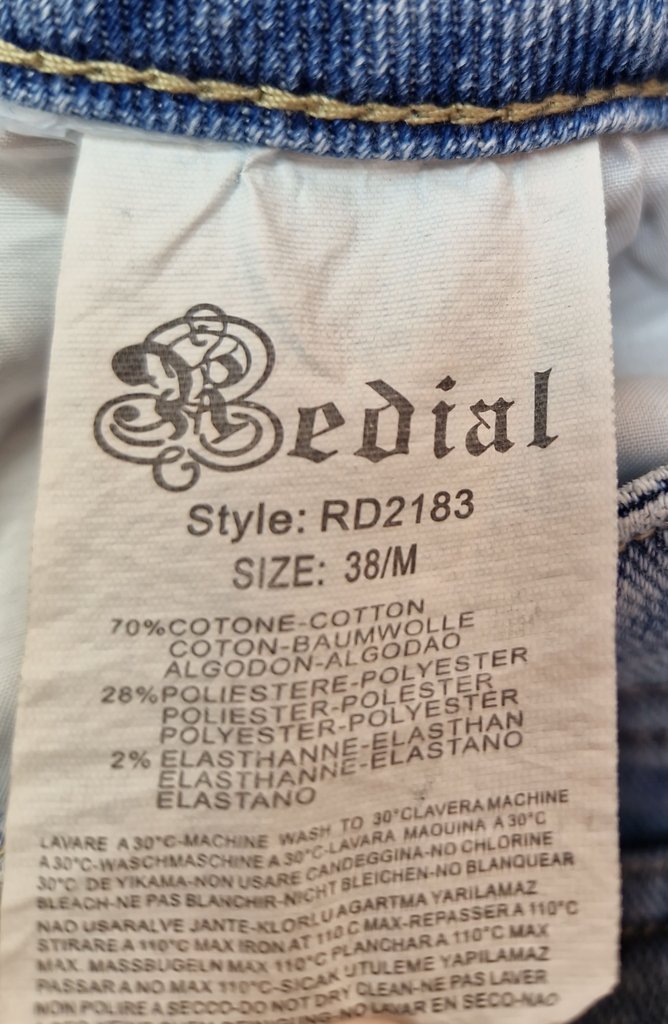 Redial
Style: RD2183
SIZE: 38/M
70%COTONE-COTTON
COTON-BAUMWOLLE
ALGODON-ALGODAO
28%POLIESTERE-POLYESTER
POLIESTER-POLESTER
POLYESTER-POLYESTER
2% ELASTHANNE-ELASTHAN
ELASTHANNE-ELASTANO
ELASTANO
LAVARE A 30°C-MACHINE WASH TO 30°CLAVERA MACHINE
A 30°C-WASCHMASCHINE A 30°C-LAVARA MAOUINA A 30°C
30°C DE YIKAMA-NON USARE CANDEGGINA-NO CHLORINE
BLEACH-NE PAS BLANCHIR-NICHT BLEICHEN-NO BLANQUEAR
NAO USARALVE JANTE-KLORLU AGARTMA YARILAMAZ
STIRARE A 110°C MAX IRON AT 110 C MAX-REPASSER A 110°C
MAX. MASSBUGELN MAX 110°C PLANCHAR A 110°C MAX
PASSAR A NO MAX 110°C-SICAK UTULEME YAPILAMAZ
NON POLIRE A SECCO-DO NOT DRY CLEAN-NE PAS LAVER
EN SECO-NAO